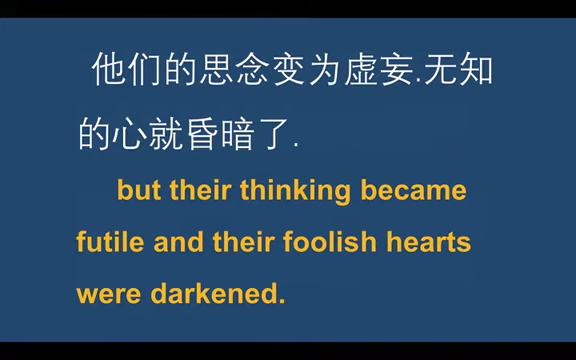 他们的思念变为虚妄.无知
的心就昏暗了.
but their thinking became
futile and their foolish hearts
were darkened.